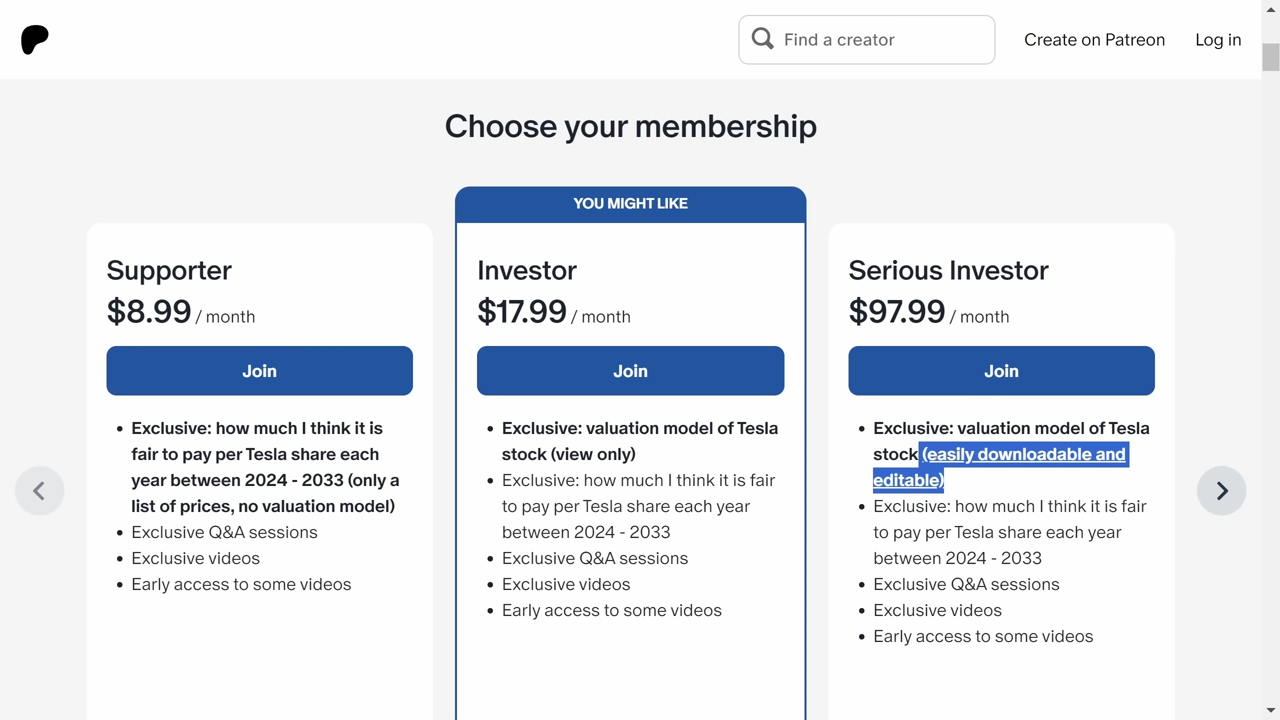 Find a creator
Create on Patreon
Log in
Choose your membership
YOU MIGHT LIKE
Supporter
$8.99 / month
Join
• Exclusive: how much I think it is
fair to pay per Tesla share each
year between 2024 - 2033 (only a
list of prices, no valuation model)
• Exclusive Q&A sessions
• Exclusive videos
• Early access to some videos
Investor
$17.99 / month
Join
• Exclusive: valuation model of Tesla
stock (view only)
• Exclusive: how much I think it is fair
to pay per Tesla share each year
between 2024 - 2033
• Exclusive Q&A sessions
• Exclusive videos
• Early access to some videos
Serious Investor
$97.99 / month
Join
• Exclusive: valuation model of Tesla
stock (easily downloadable and
editable)
• Exclusive: how much I think it is fair
to pay per Tesla share each year
between 2024 - 2033
• Exclusive Q&A sessions
• Exclusive videos
• Early access to some videos